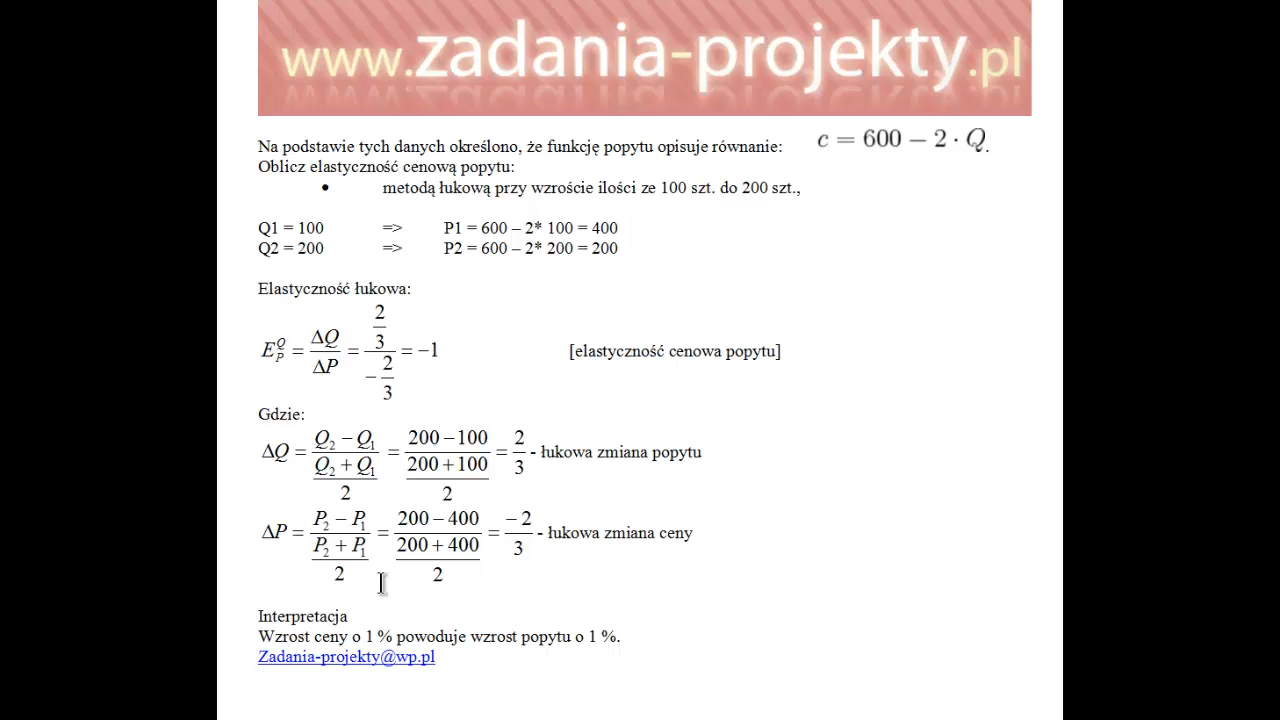 www.zadania-projekty.pl
Na podstawie tych danych określono, że funkcję popytu opisuje równanie: c = 600 − 2 · Q.
Oblicz elastyczność cenową popytu:
• metodą łukową przy wzroście ilości ze 100 szt. do 200 szt.,
Q1 = 100 => P1 = 600 – 2* 100 = 400
Q2 = 200 => P2 = 600 – 2* 200 = 200
Elastyczność łukowa:
E_P^Q = ΔQ / ΔP = (2/3) / (−2/3) = −1 [elastyczność cenowa popytu]
Gdzie:
ΔQ = (Q₂ − Q₁) / ((Q₂ + Q₁) / 2) = (200 − 100) / ((200 + 100) / 2) = 2/3 - łukowa zmiana popytu
ΔP = (P₂ − P₁) / ((P₂ + P₁) / 2) = (200 − 400) / ((200 + 400) / 2) = −2/3 - łukowa zmiana ceny
Interpretacja
Wzrost ceny o 1 % powoduje wzrost popytu o 1 %.
Zadania-projekty@wp.pl